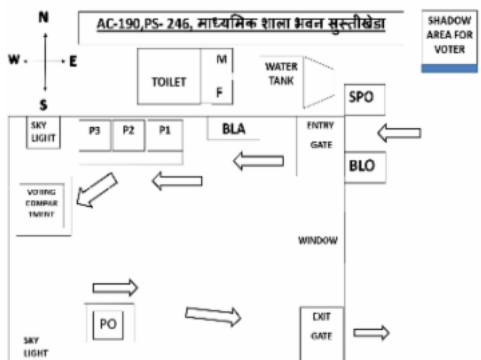 N
W E
S
AC-190,PS- 246, माध्यमिक शाला भवन सुस्तीखेडा
SHADOW
AREA FOR
VOTER
TOILET
M
F
WATER
TANK
SPO
SKY
LIGHT
P3
P2
P1
BLA
ENTRY
GATE
BLO
VOTING
COMPAR
TMENT
WINDOW
PO
EXIT
GATE
SKY
LIGHT